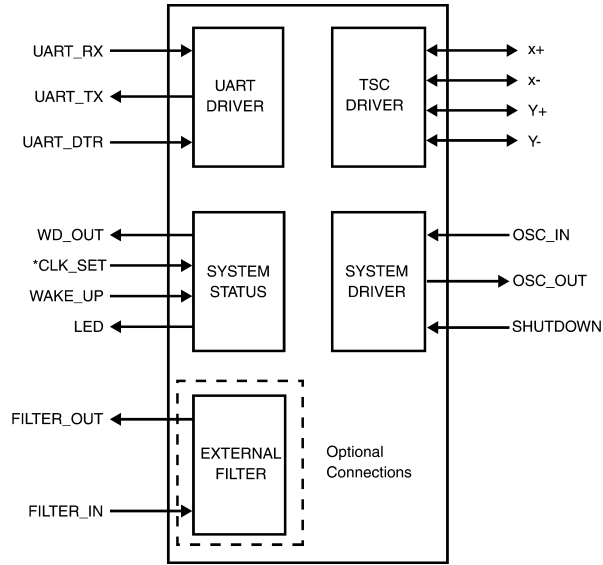 UART_RX
UART_TX
UART_DTR
UART
DRIVER
TSC
DRIVER
x+
x-
Y+
Y-
WD_OUT
*CLK_SET
WAKE_UP
LED
SYSTEM
STATUS
SYSTEM
DRIVER
OSC_IN
OSC_OUT
SHUTDOWN
FILTER_OUT
FILTER_IN
EXTERNAL
FILTER
Optional
Connections